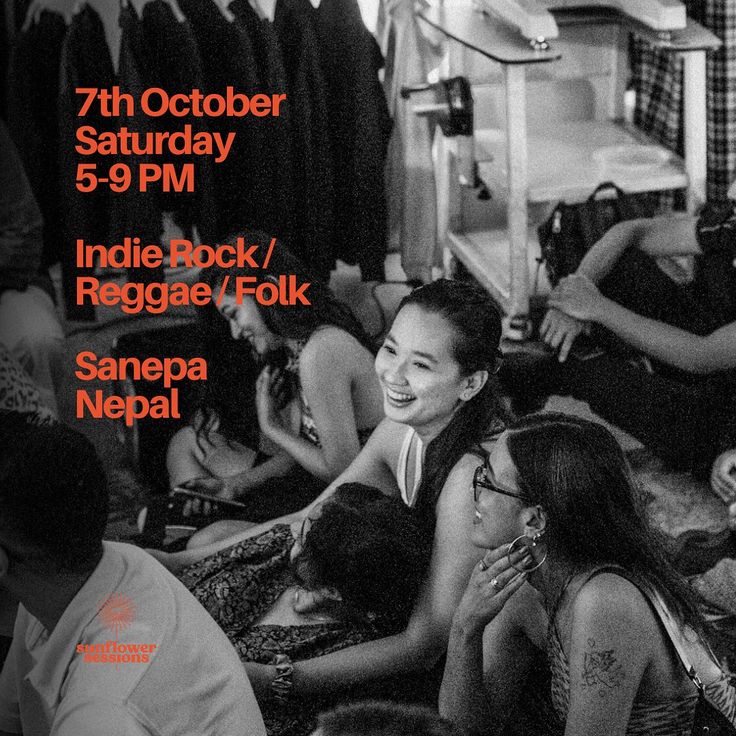 7th October
Saturday
5-9 PM
Indie Rock /
Reggae / Folk
Sanepa
Nepal
sunflower
sessions